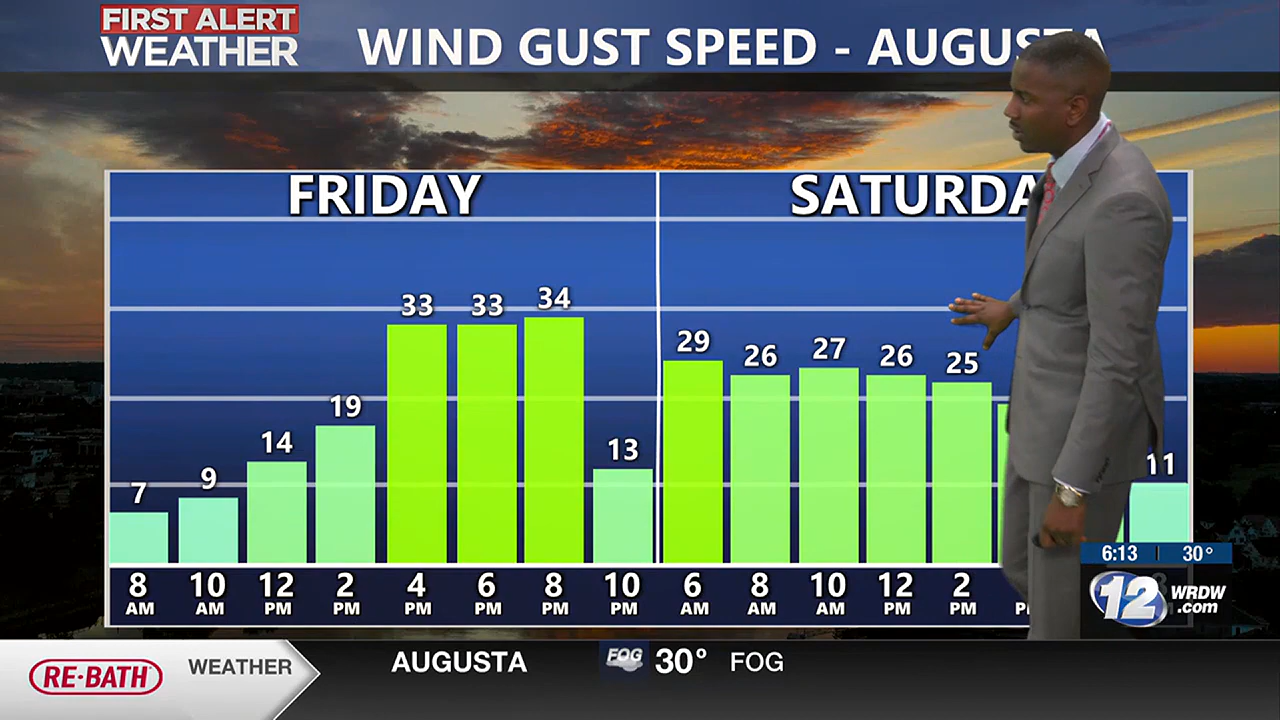 FIRST ALERT
WEATHER
WIND GUST SPEED - AUGUSTA
FRIDAY
SATURDA
7
9
14
19
33
33
34
13
29
26
27
26
25
11
8 10 12 2 4 6 8 10 6 8 10 12 2
AM AM PM PM PM PM PM PM AM AM AM PM PM
6:13 30°
12 WRDW
.com
RE·BATH
WEATHER
AUGUSTA FOG 30° FOG